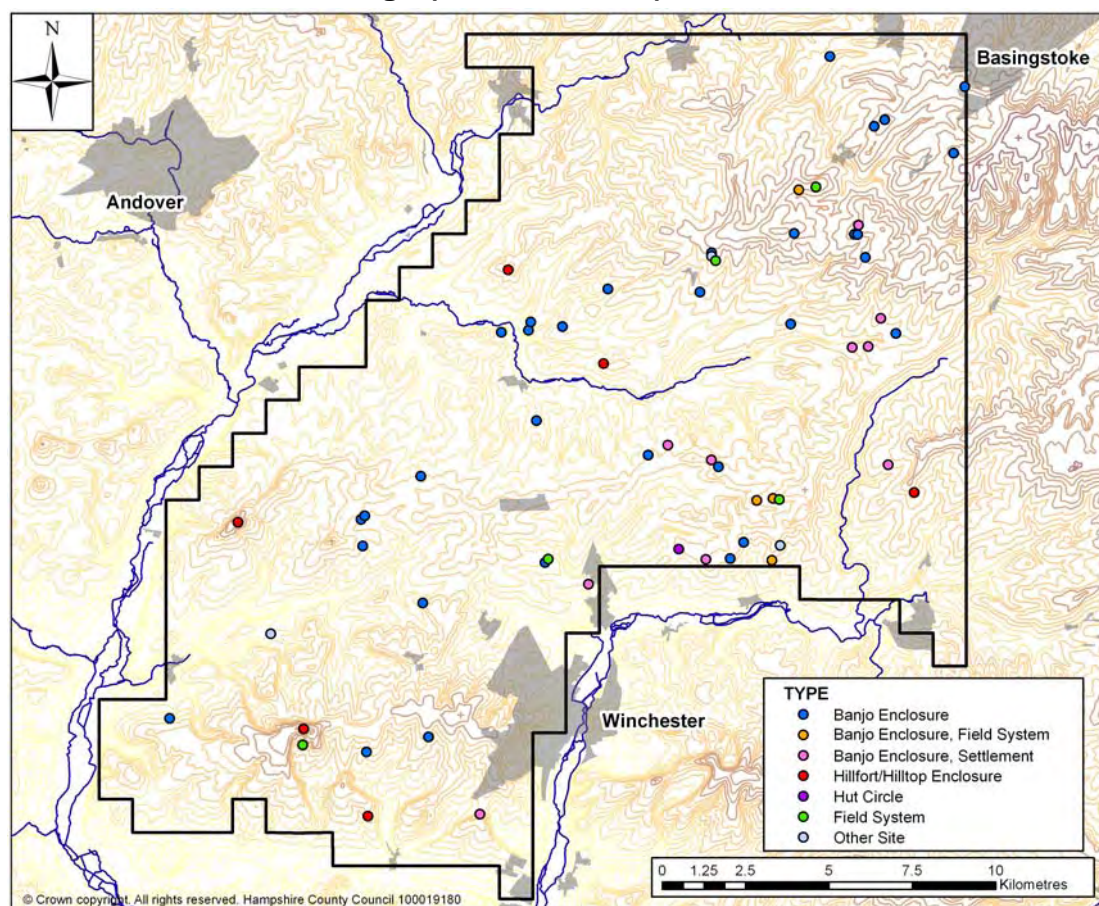 N
Basingstoke
Andover
Winchester
TYPE
Banjo Enclosure
Banjo Enclosure, Field System
Banjo Enclosure, Settlement
Hillfort/Hilltop Enclosure
Hut Circle
Field System
Other Site
0 1.25 2.5 5 7.5 10
Kilometres
© Crown copyright. All rights reserved. Hampshire County Council 100019180